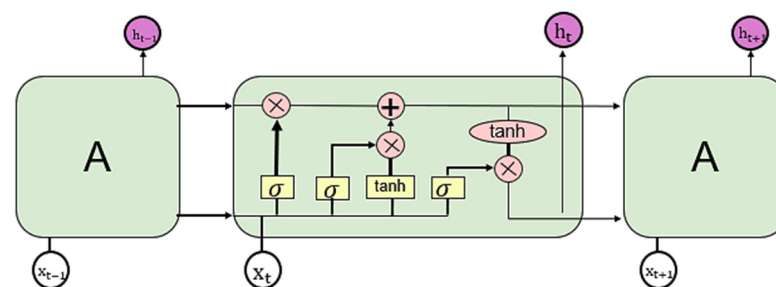 h_{t-1}
h_t
h_{t+1}
tanh
A
A
σ
σ
tanh
σ
x_{t-1}
x_t
x_{t+1}